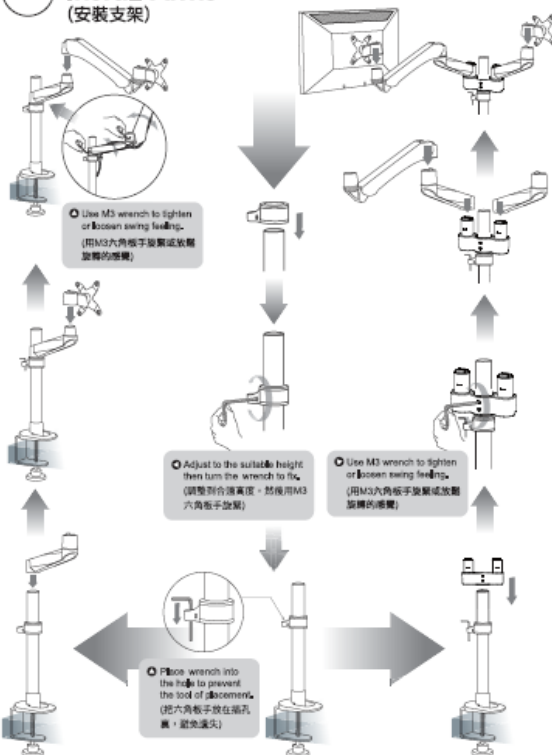 (安裝支架)
Use M3 wrench to tighten
or loosen swing feeling.
(用M3六角板手旋緊或放鬆
旋轉的感覺)
Adjust to the suitable height
then turn the wrench to fix.
(調整到合適高度，然後用M3
六角板手旋緊)
Use M3 wrench to tighten
or loosen swing feeling.
(用M3六角板手旋緊或放鬆
旋轉的感覺)
Place wrench into
the hole to prevent
the tool of placement.
(把六角板手放在插孔
裏，避免遺失)